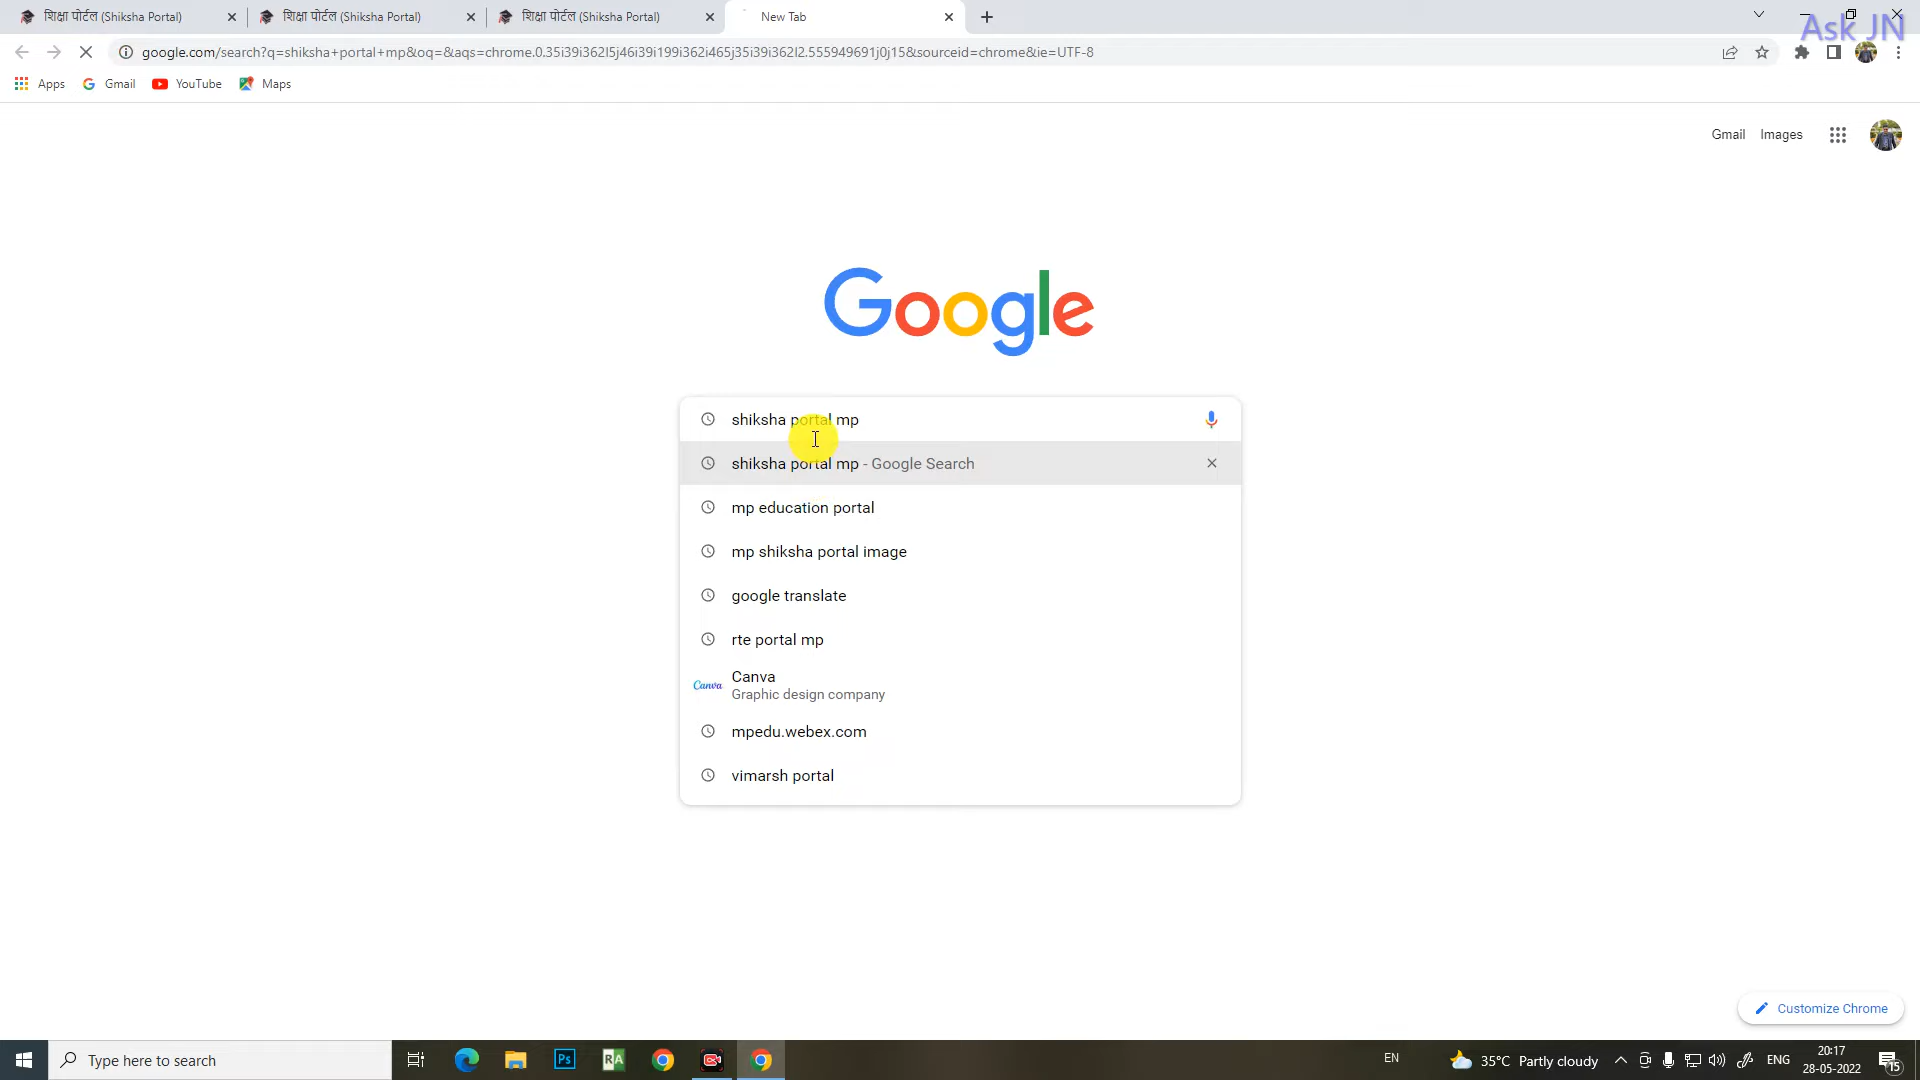 शिक्षा पोर्टल (Shiksha Portal) शिक्षा पोर्टल (Shiksha Portal) शिक्षा पोर्टल (Shiksha Portal) New Tab
Ask JN
google.com/search?q=shiksha+portal+mp&oq=&aqs=chrome.0.35i39i362l5j46i39i199i362i465j35i39i362l2.555949691j0j15&sourceid=chrome&ie=UTF-8
Apps Gmail YouTube Maps
Gmail Images
Google
shiksha portal mp
shiksha portal mp - Google Search
mp education portal
mp shiksha portal image
google translate
rte portal mp
Canva
Canva
Graphic design company
mpedu.webex.com
vimarsh portal
Customize Chrome
Type here to search
Ps
RA
EN
35°C Partly cloudy
ENG
20:17
28-05-2022
15